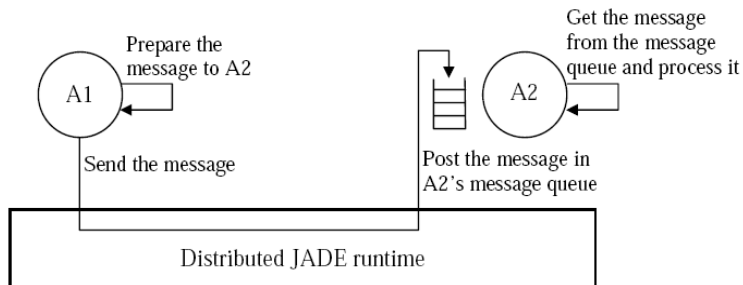 Prepare the
message to A2
A1
Send the message
Get the message
from the message
queue and process it
A2
Post the message in
A2's message queue
Distributed JADE runtime